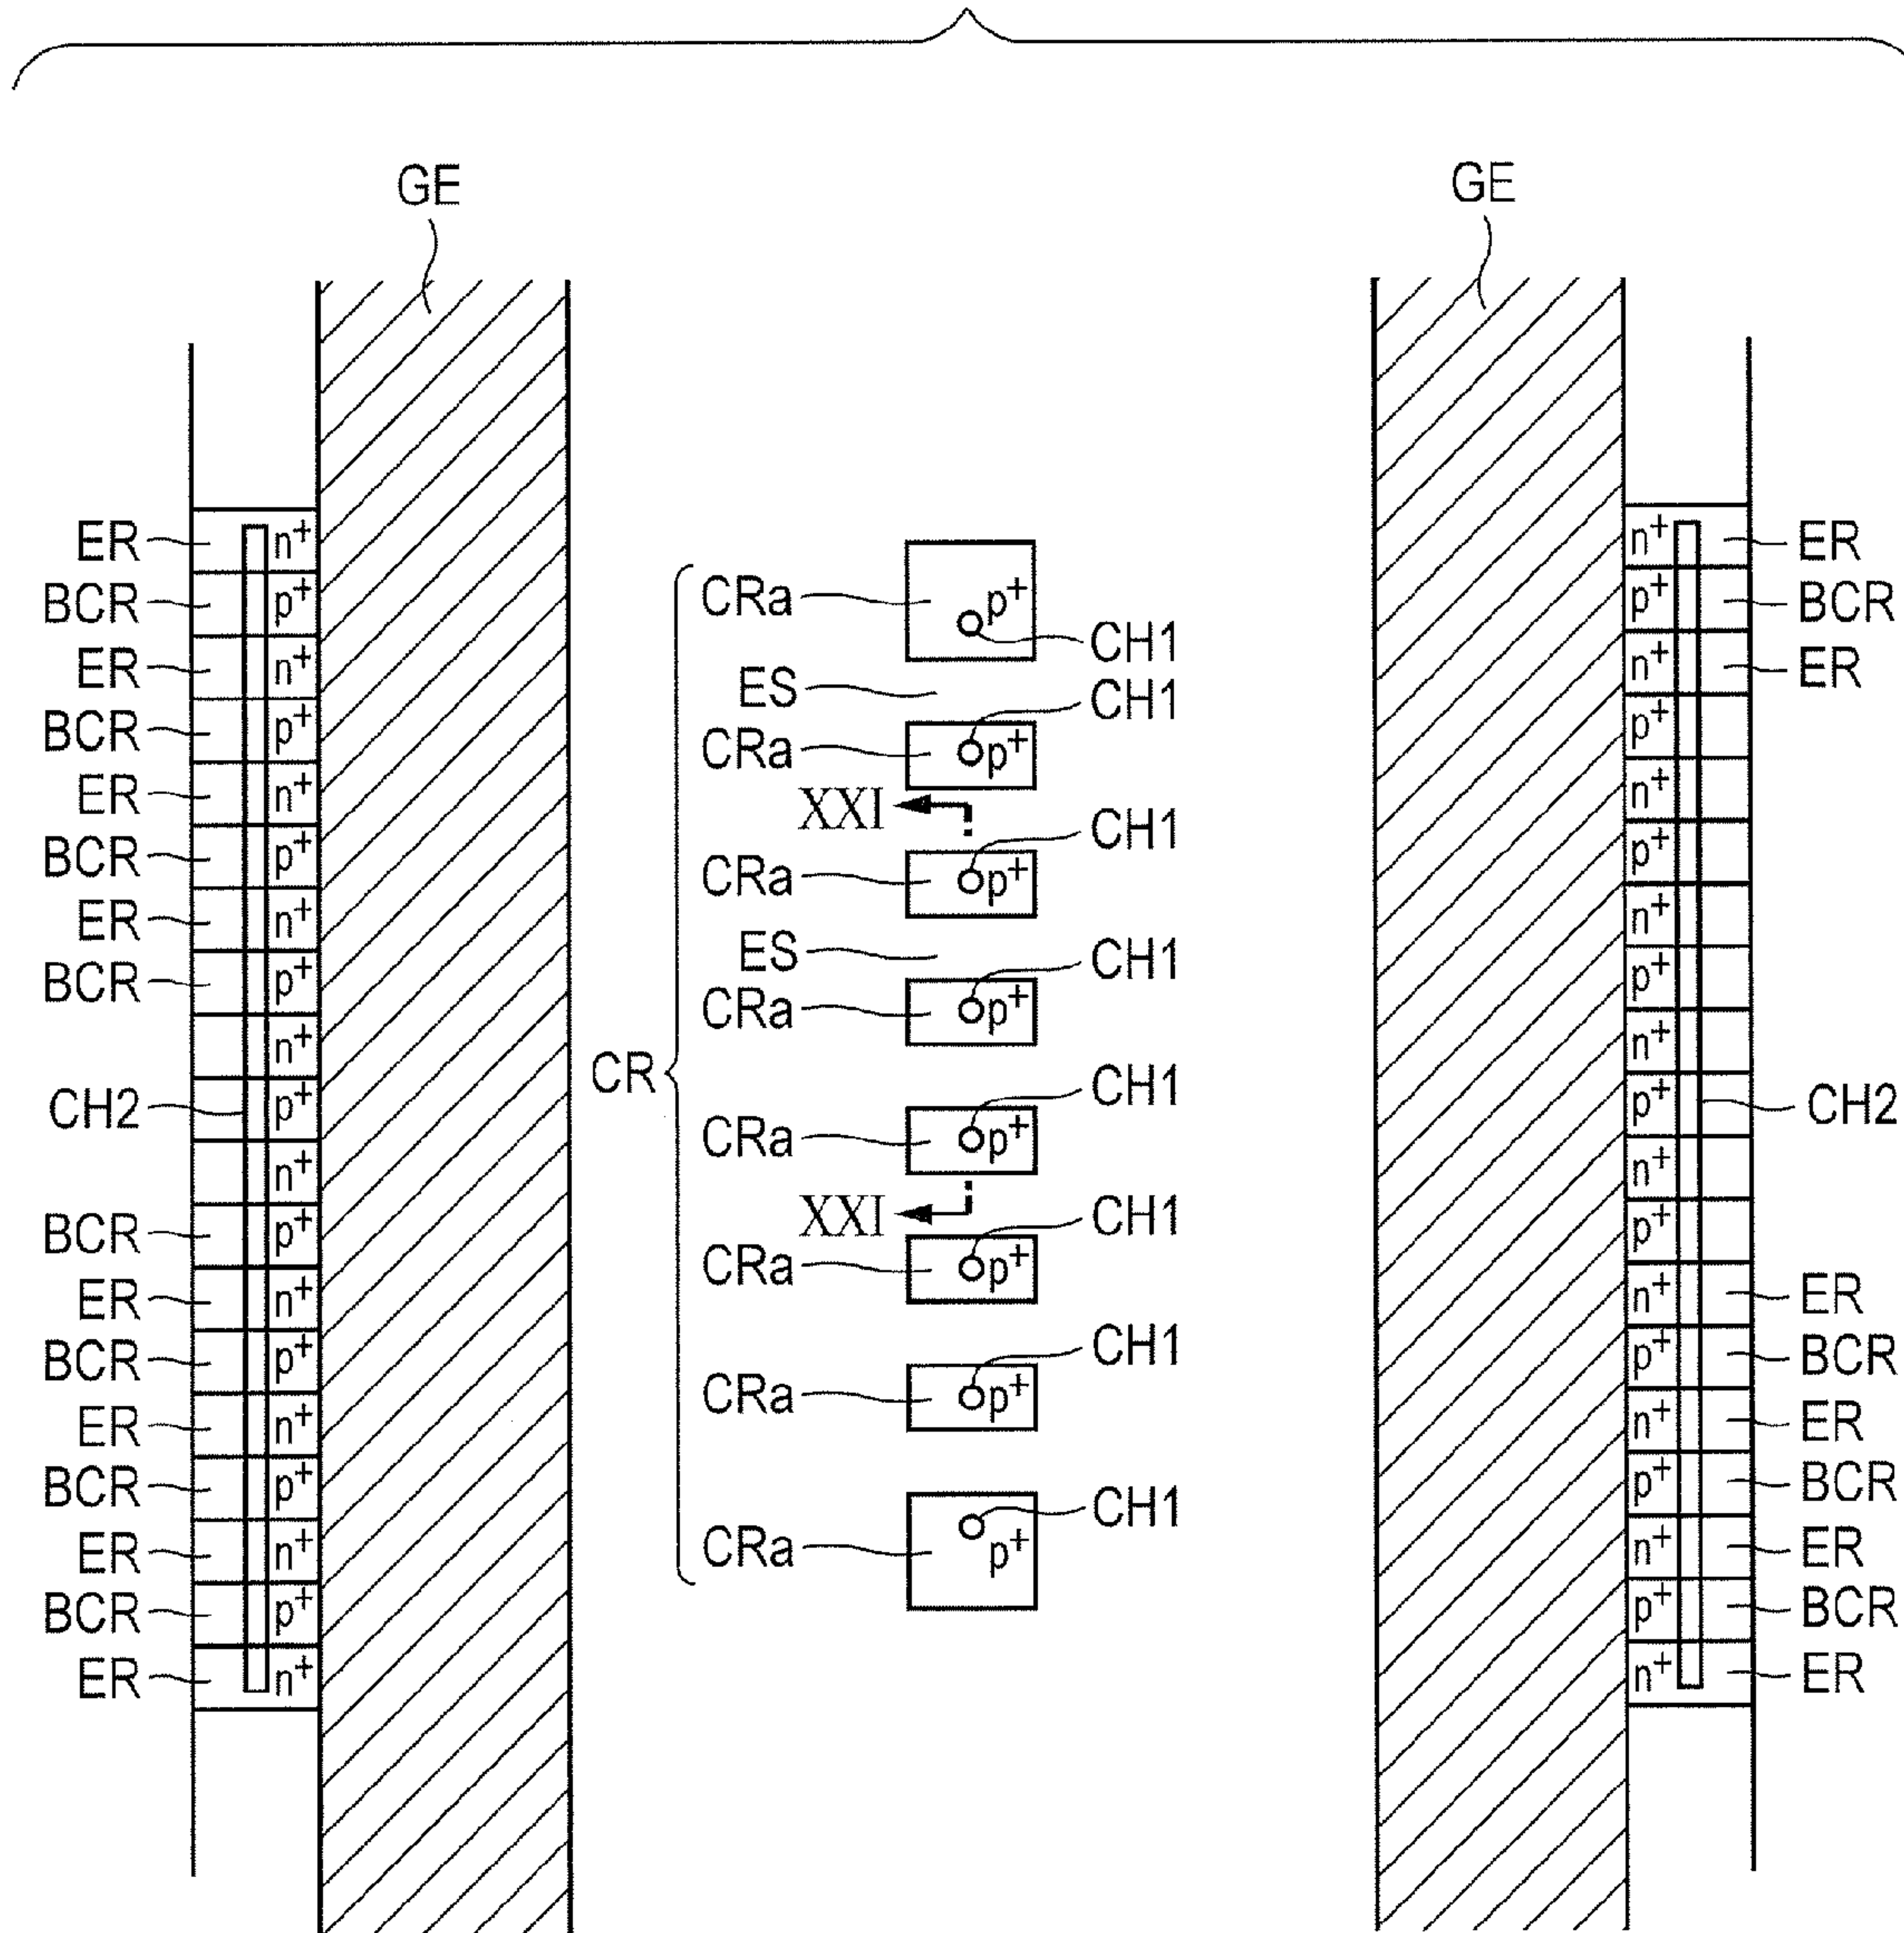 GE GE
ER n+ n+ ER
BCR p+ CRa p+ p+ BCR
CH1
ER n+ ES n+ ER
CH1
BCR p+ CRa p+ p+
ER n+ XXI n+
CH1
BCR p+ CRa p+ p+
ER n+ n+
ES CH1
BCR p+ CRa p+ p+
n+ n+
CR
CH2 p+ CH1 p+ CH2
CRa p+
n+ n+
BCR p+ XXI CH1 p+
CRa p+
ER n+ n+ ER
BCR p+ CH1 p+ BCR
CRa p+
ER n+ n+ ER
BCR p+ CH1 p+ BCR
ER n+ CRa p+ n+ ER
BCR p+ p+ BCR
ER n+ n+ ER